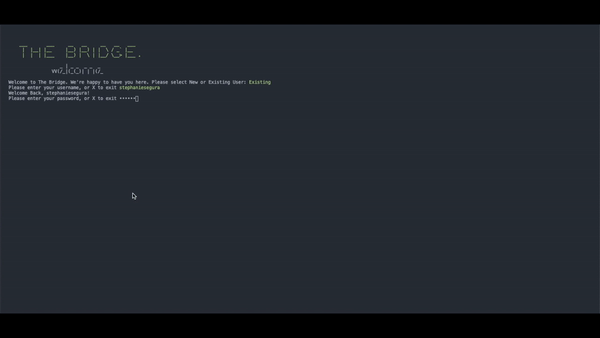 THE BRIDGE.
welcome
Welcome to The Bridge. We're happy to have you here. Please select New or Existing User: Existing
Please enter your username, or X to exit stephaniesegura
Welcome Back, stephaniesegura!
Please enter your password, or X to exit ••••••